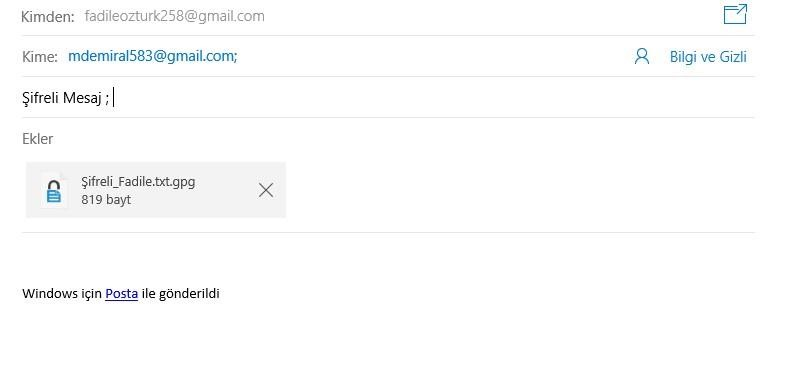 Kimden: fadileozturk258@gmail.com
Kime: mdemiral583@gmail.com; Bilgi ve Gizli
Şifreli Mesaj ;
Ekler
Şifreli_Fadile.txt.gpg
819 bayt
Windows için Posta ile gönderildi